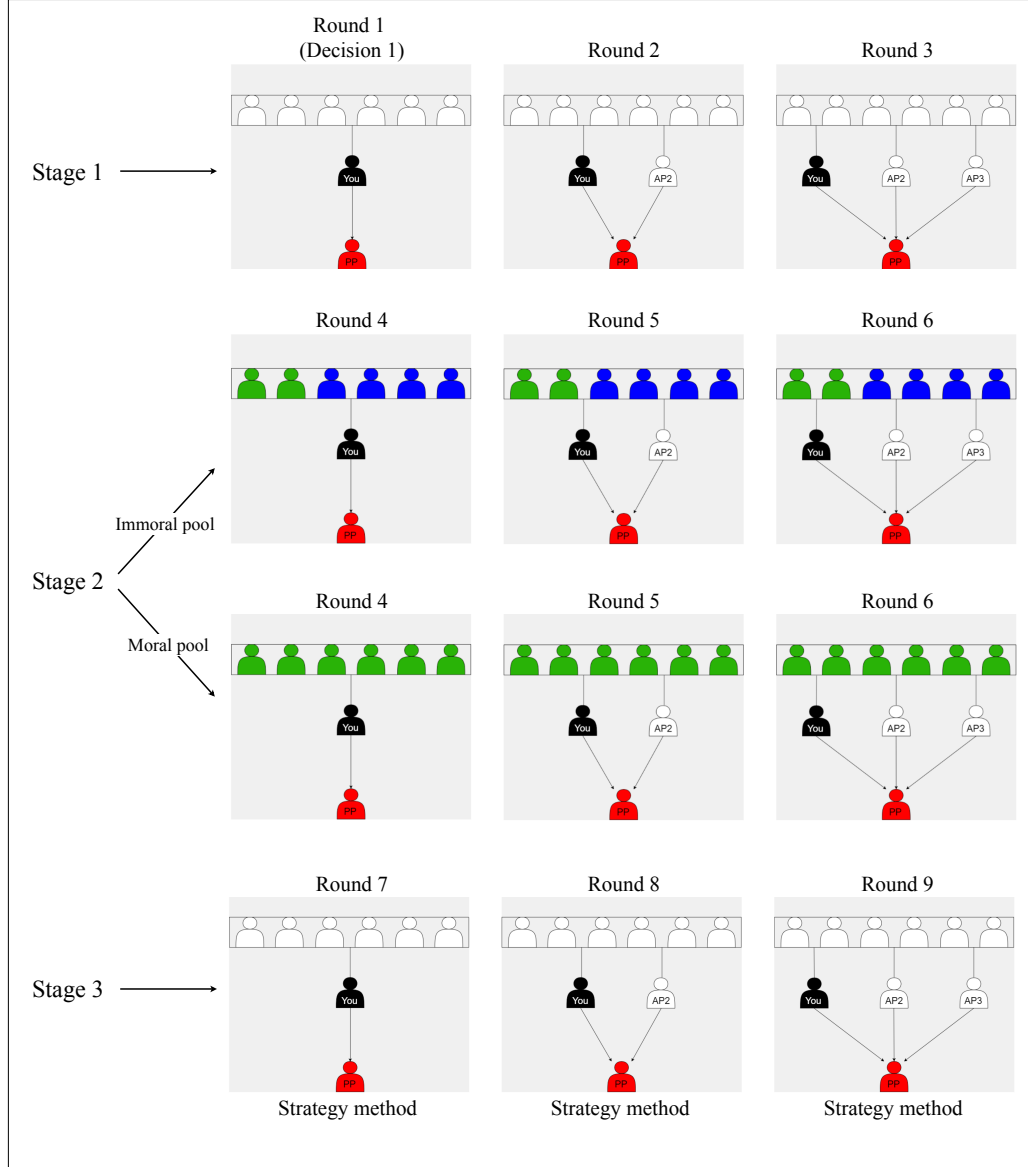 Round 1
(Decision 1)
Round 2
Round 3
Stage 1
You
You
AP2
You
AP2
AP3
PP
PP
PP
Round 4
Round 5
Round 6
You
You
AP2
You
AP2
AP3
Immoral pool
PP
PP
PP
Stage 2
Round 4
Round 5
Round 6
Moral pool
You
You
AP2
You
AP2
AP3
PP
PP
PP
Round 7
Round 8
Round 9
Stage 3
You
You
AP2
You
AP2
AP3
PP
PP
PP
Strategy method
Strategy method
Strategy method